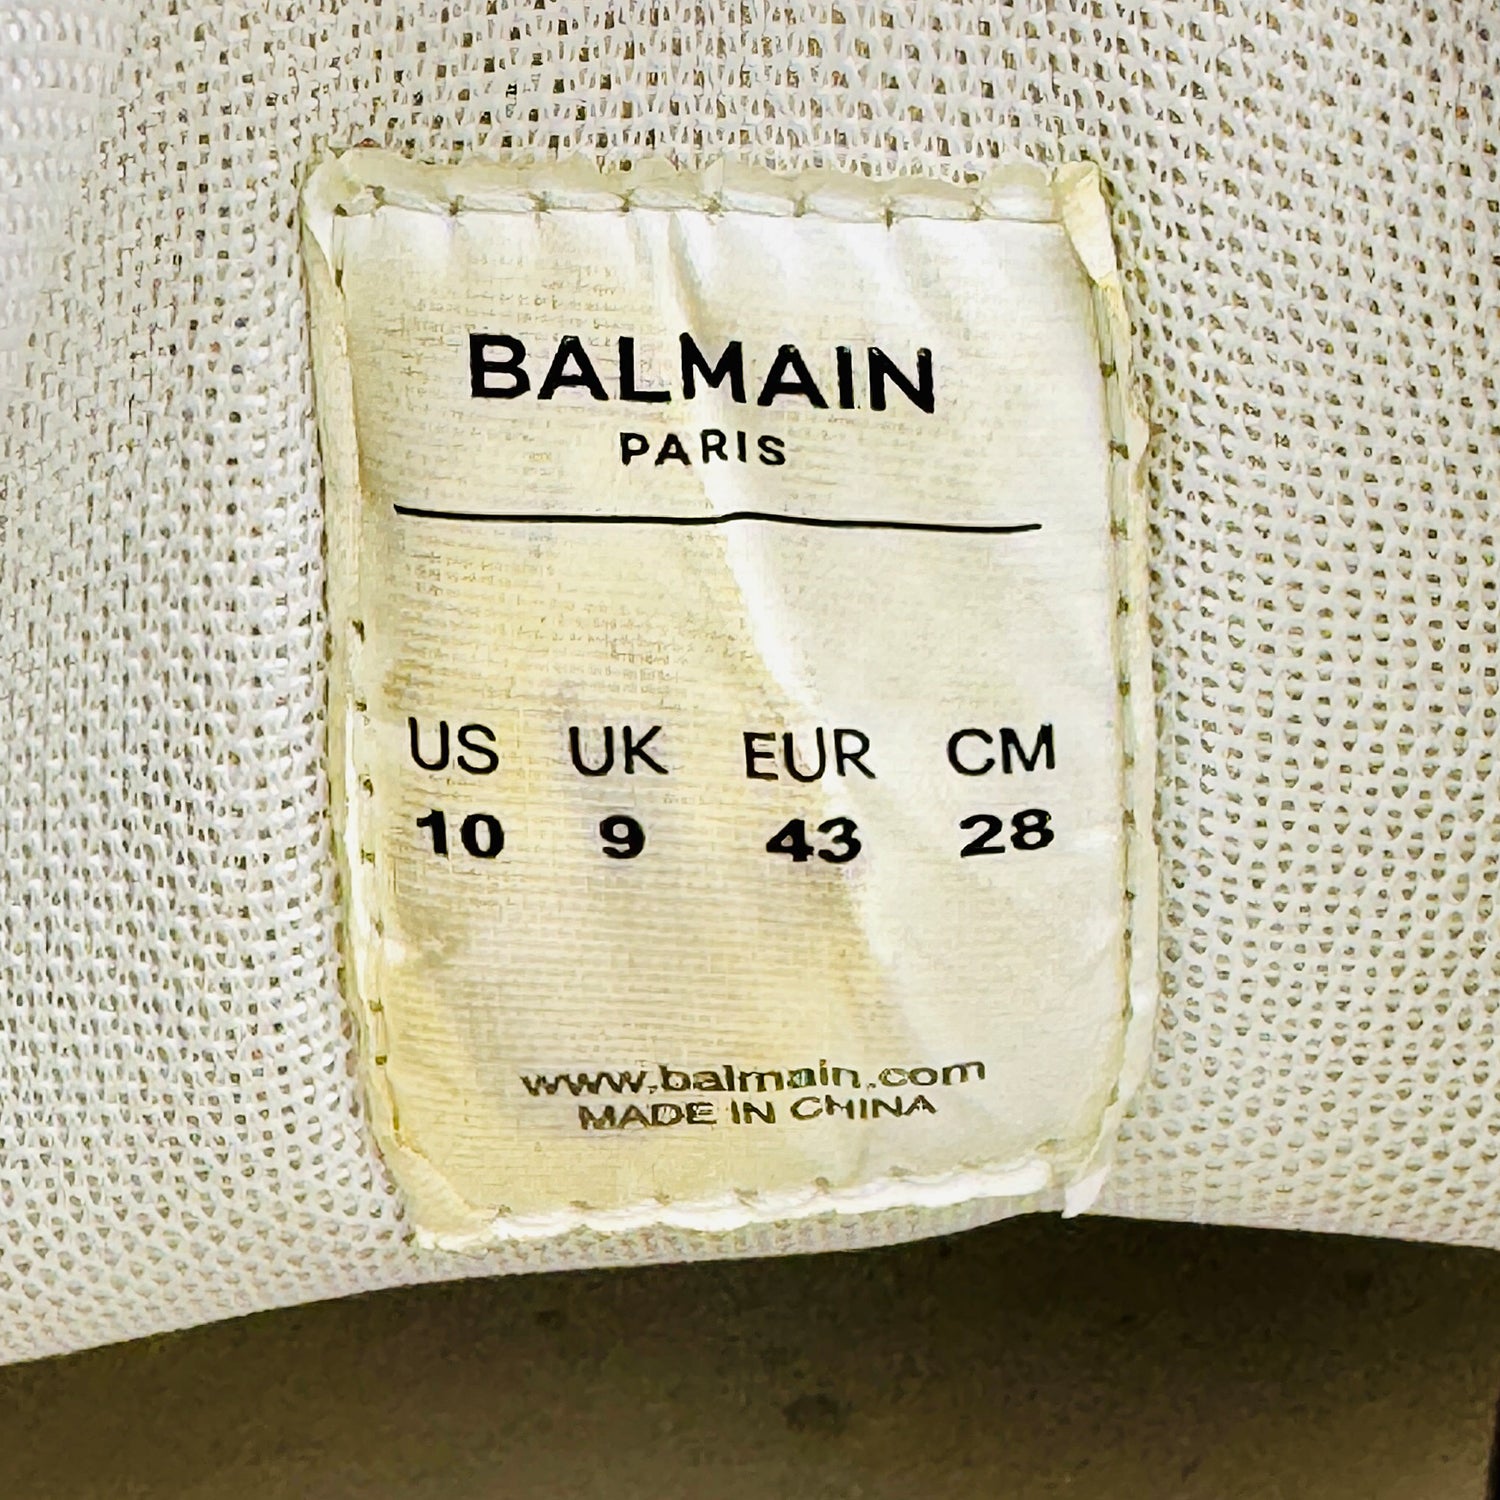 BALMAIN
PARIS
US UK EUR CM
10 9 43 28
www.balmain.com
MADE IN CHINA